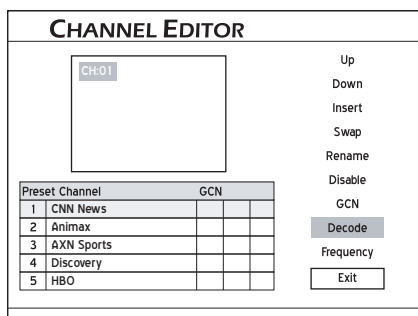 CHANNEL EDITOR
CH:01
Preset Channel GCN
1 CNN News
2 Animax
3 AXN Sports
4 Discovery
5 HBO
Up
Down
Insert
Swap
Rename
Disable
GCN
Decode
Frequency
Exit